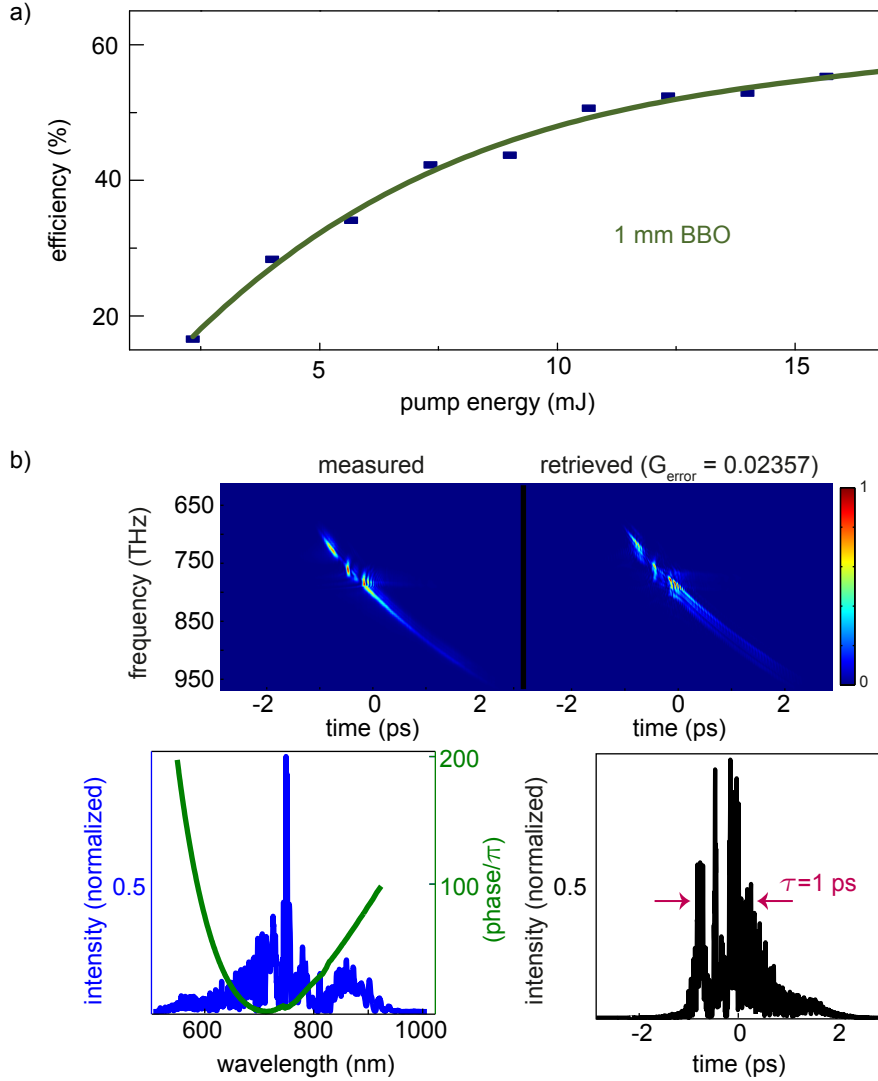 a)
60
40
20
efficiency (%)
1 mm BBO
5
10
15
pump energy (mJ)
b)
measured
retrieved (G_error = 0.02357)
650
750
850
950
frequency (THz)
1
0
-2
0
2
-2
0
2
time (ps)
time (ps)
0.5
intensity (normalized)
200
100
(phase/π)
600
800
1000
wavelength (nm)
0.5
intensity (normalized)
τ=1 ps
-2
0
2
time (ps)